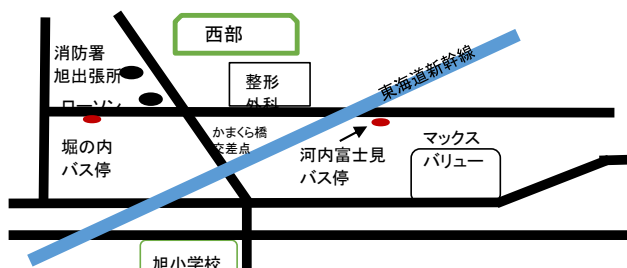 西部
消防署
旭出張所
整形
外科
東海道新幹線
ローソン
かまくら橋
交差点
堀の内
バス停
河内富士見
バス停
マックス
バリュー
旭小学校